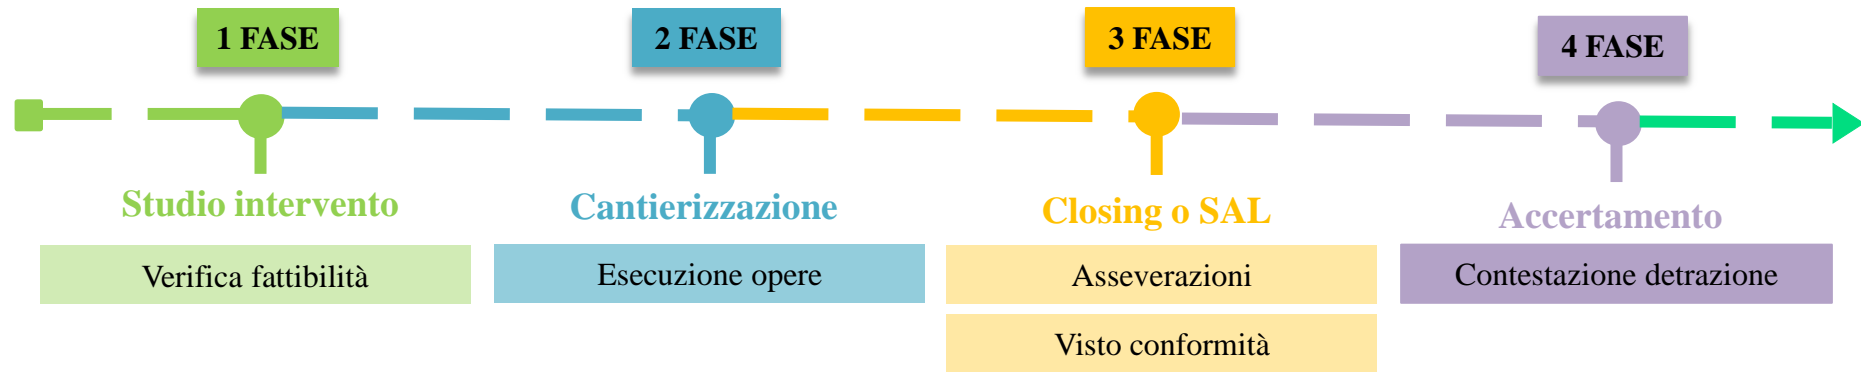 1 FASE
2 FASE
3 FASE
4 FASE
Studio intervento
Cantierizzazione
Closing o SAL
Accertamento
Verifica fattibilità
Esecuzione opere
Asseverazioni
Contestazione detrazione
Visto conformità